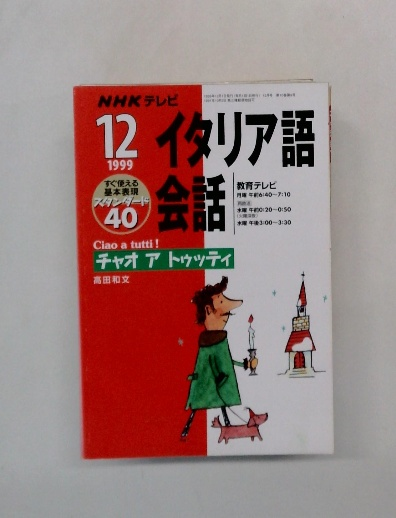 NHKテレビ
12
1999
イタリア語
会話
すぐ使える
基本表現
スタンダード
40
教育テレビ
月曜 午前6:40〜7:10
水曜 午前0:20〜0:50
木曜 午後3:00〜3:30
Ciao a tutti!
チャオ ア トゥッティ
高田和文